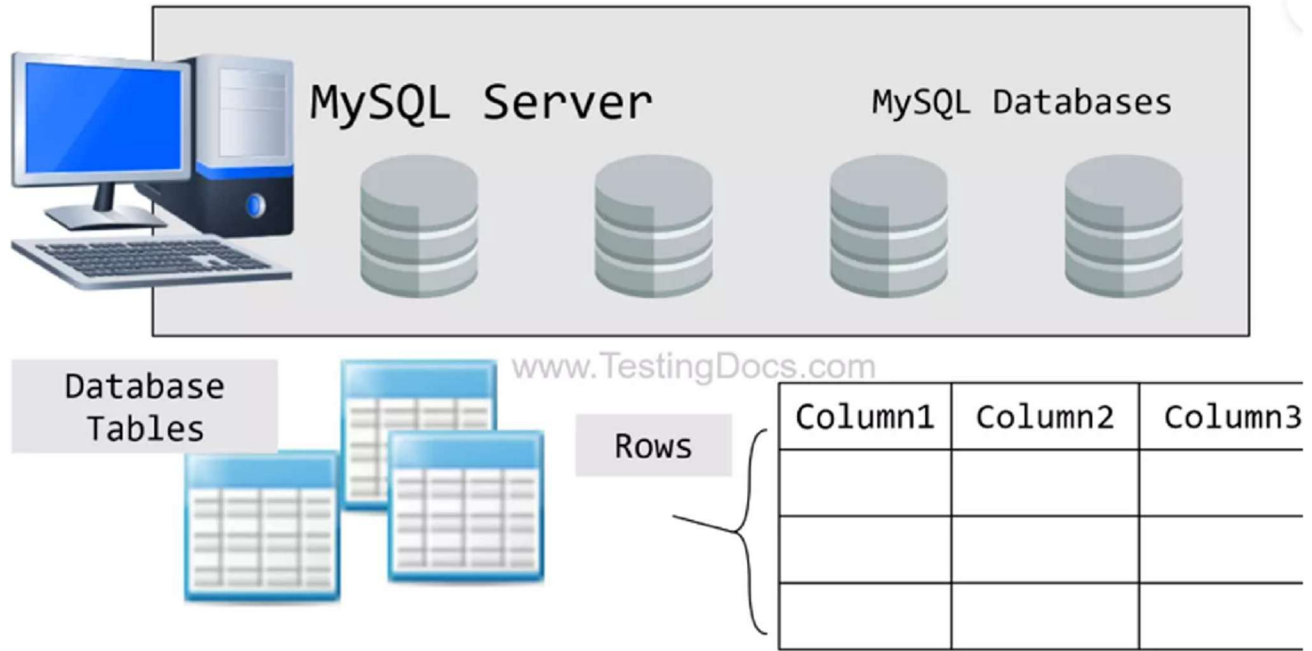 MySQL Server
MySQL Databases
www.TestingDocs.com
Database
Tables
Rows
Column1
Column2
Column3